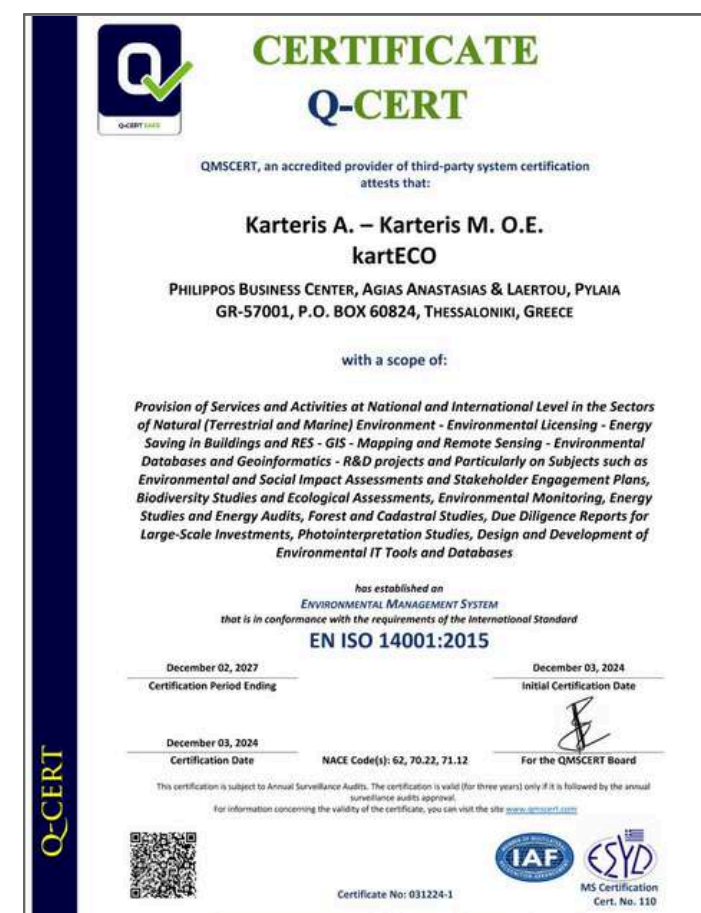 CERTIFICATE
Q-CERT
Q-CERT
QMSCERT, an accredited provider of third-party system certification
attests that:
Karteris A. – Karteris M. O.E.
kartECO
PHILIPPOS BUSINESS CENTER, AGIAS ANASTASIAS & LAERTOU, PYLAIA
GR-57001, P.O. BOX 60824, THESSALONIKI, GREECE
with a scope of:
Provision of Services and Activities at National and International Level in the Sectors
of Natural (Terrestrial and Marine) Environment - Environmental Licensing - Energy
Saving in Buildings and RES - GIS - Mapping and Remote Sensing - Environmental
Databases and Geoinformatics - R&D projects and Particularly on Subjects such as
Environmental and Social Impact Assessments and Stakeholder Engagement Plans,
Biodiversity Studies and Ecological Assessments, Environmental Monitoring, Energy
Studies and Energy Audits, Forest and Cadastral Studies, Due Diligence Reports for
Large-Scale Investments, Photointerpretation Studies, Design and Development of
Environmental IT Tools and Databases
has established an
ENVIRONMENTAL MANAGEMENT SYSTEM
that is in conformance with the requirements of the International Standard
EN ISO 14001:2015
December 02, 2027
Certification Period Ending
December 03, 2024
Initial Certification Date
December 03, 2024
Certification Date
NACE Code(s): 62, 70.22, 71.12
For the QMSCERT Board
This certification is subject to Annual Surveillance Audits. The certification is valid (for three years) only if it is followed by the annual
surveillance audits approval.
For information concerning the validity of the certificate, you can visit the site www.qmscert.com
Q-CERT
IAF
ESYD
MS Certification
Cert. No. 110
Certificate No: 031224-1